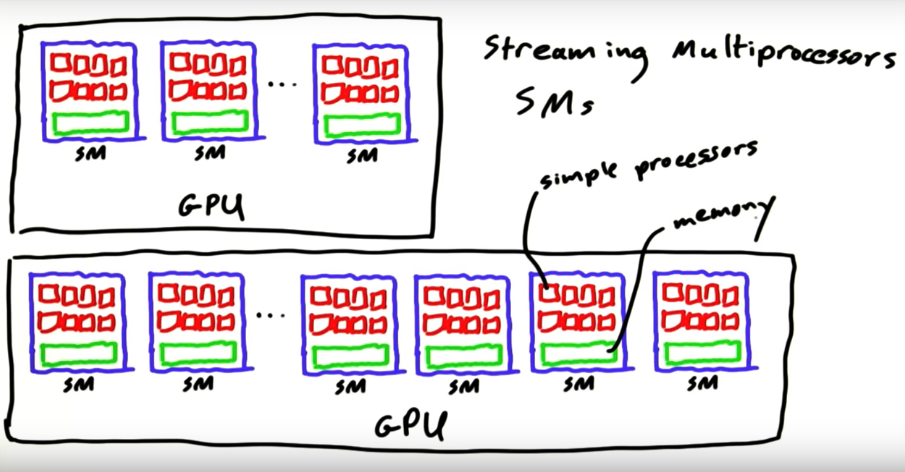 Streaming Multiprocessors
SMs
SM SM ... SM
GPU
simple processors
memory
SM SM ... SM SM SM SM
GPU